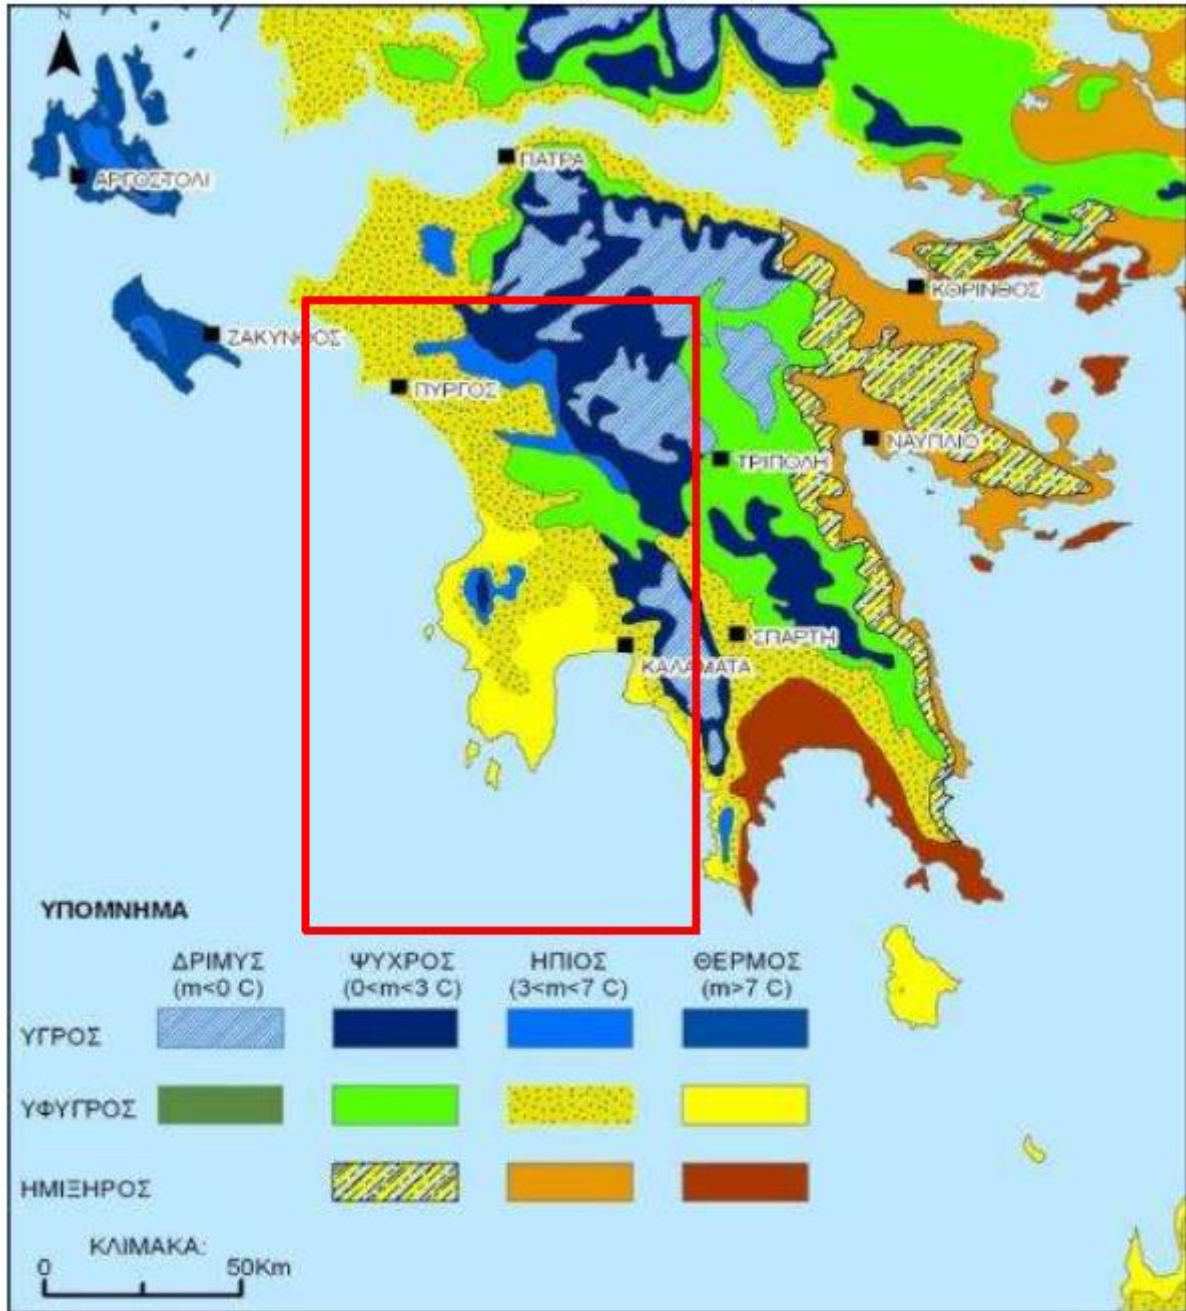 Z
ΠΑΤΡΑ
ΑΡΓΟΣΤΟΛΙ
ΚΟΡΙΝΘΟΣ
ΖΑΚΥΝΘΟΣ
ΠΥΡΓΟΣ
ΝΑΥΠΛΙΟ
ΤΡΙΠΟΛΗ
ΣΠΑΡΤΗ
ΚΑΛΑΜΑΤΑ
ΥΠΟΜΝΗΜΑ
ΔΡΙΜΥΣ ΨΥΧΡΟΣ ΗΠΙΟΣ ΘΕΡΜΟΣ
(m<0 C) (0<m<3 C) (3<m<7 C) (m>7 C)
ΥΓΡΟΣ
ΥΦΥΓΡΟΣ
ΗΜΙΞΗΡΟΣ
ΚΛΙΜΑΚΑ:
0 50Km